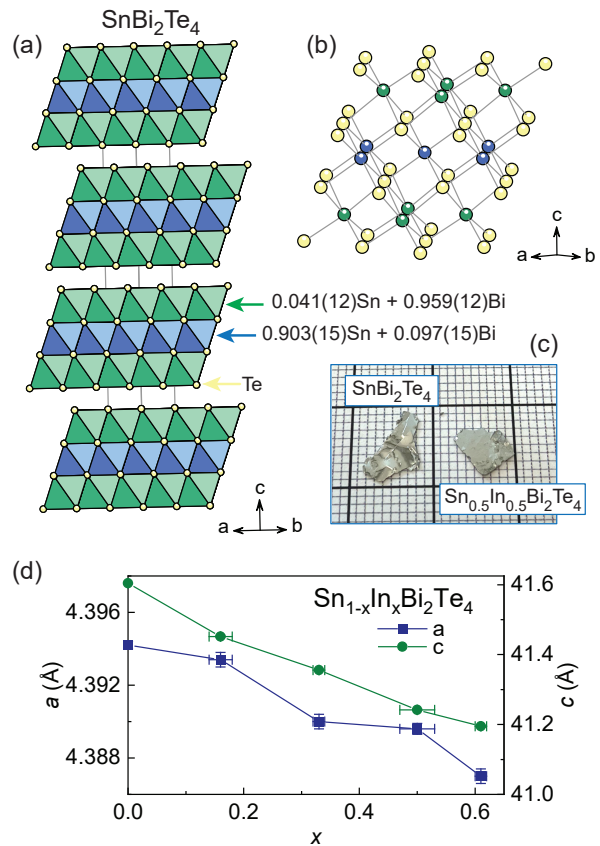 SnBi2Te4
(a)
(b)
c
a
b
0.041(12)Sn + 0.959(12)Bi
0.903(15)Sn + 0.097(15)Bi
Te
(c)
SnBi2Te4
Sn0.5In0.5Bi2Te4
c
a
b
(d)
Sn1-xInxBi2Te4
a
c
4.396
4.392
4.388
a (Å)
41.6
41.4
41.2
41.0
c (Å)
0.0
0.2
0.4
0.6
x